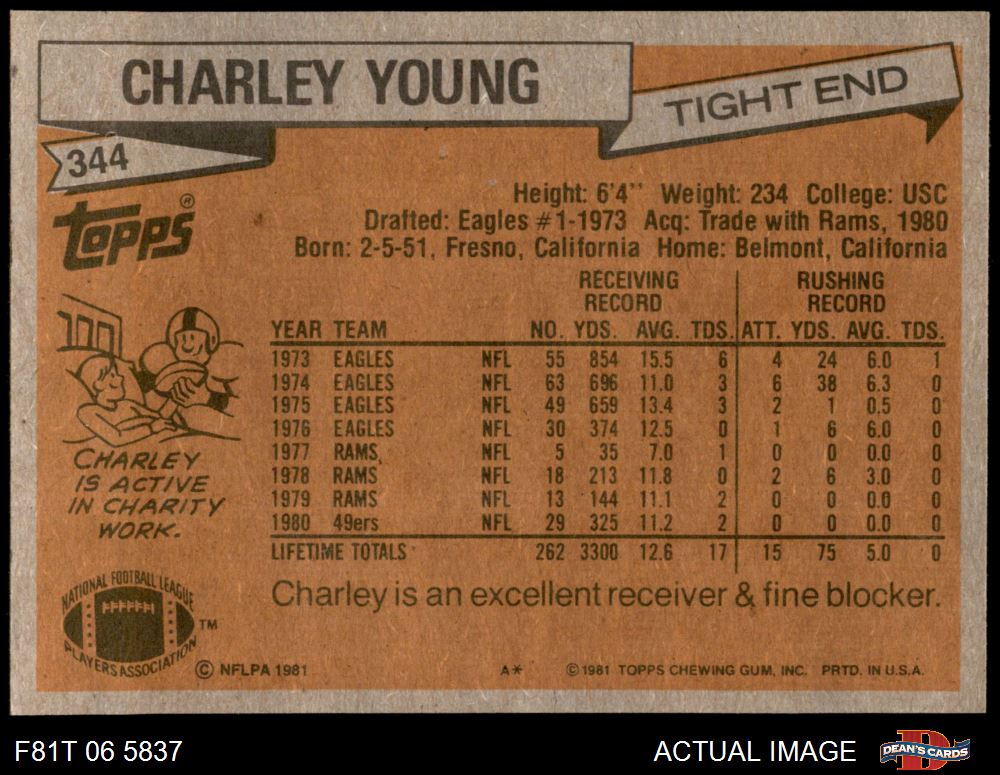 CHARLEY YOUNG
TIGHT END
344
Topps®
Height: 6'4'' Weight: 234 College: USC
Drafted: Eagles #1-1973 Acq: Trade with Rams, 1980
Born: 2-5-51, Fresno, California Home: Belmont, California
RECEIVING RECORD RUSHING RECORD
YEAR TEAM NO. YDS. AVG. TDS. ATT. YDS. AVG. TDS.
1973 EAGLES NFL 55 854 15.5 6 4 24 6.0 1
1974 EAGLES NFL 63 696 11.0 3 6 38 6.3 0
1975 EAGLES NFL 49 659 13.4 3 2 1 0.5 0
1976 EAGLES NFL 30 374 12.5 0 1 6 6.0 0
1977 RAMS NFL 5 35 7.0 1 0 0 0.0 0
1978 RAMS NFL 18 213 11.8 0 2 6 3.0 0
1979 RAMS NFL 13 144 11.1 2 0 0 0.0 0
1980 49ers NFL 29 325 11.2 2 0 0 0.0 0
LIFETIME TOTALS 262 3300 12.6 17 15 75 5.0 0
CHARLEY
IS ACTIVE
IN CHARITY
WORK.
Charley is an excellent receiver & fine blocker.
NATIONAL FOOTBALL LEAGUE
PLAYERS ASSOCIATION
TM
© NFLPA 1981
A*
© 1981 TOPPS CHEWING GUM, INC. PRTD. IN U.S.A.
F81T 06 5837
ACTUAL IMAGE
D
DEAN'S CARDS